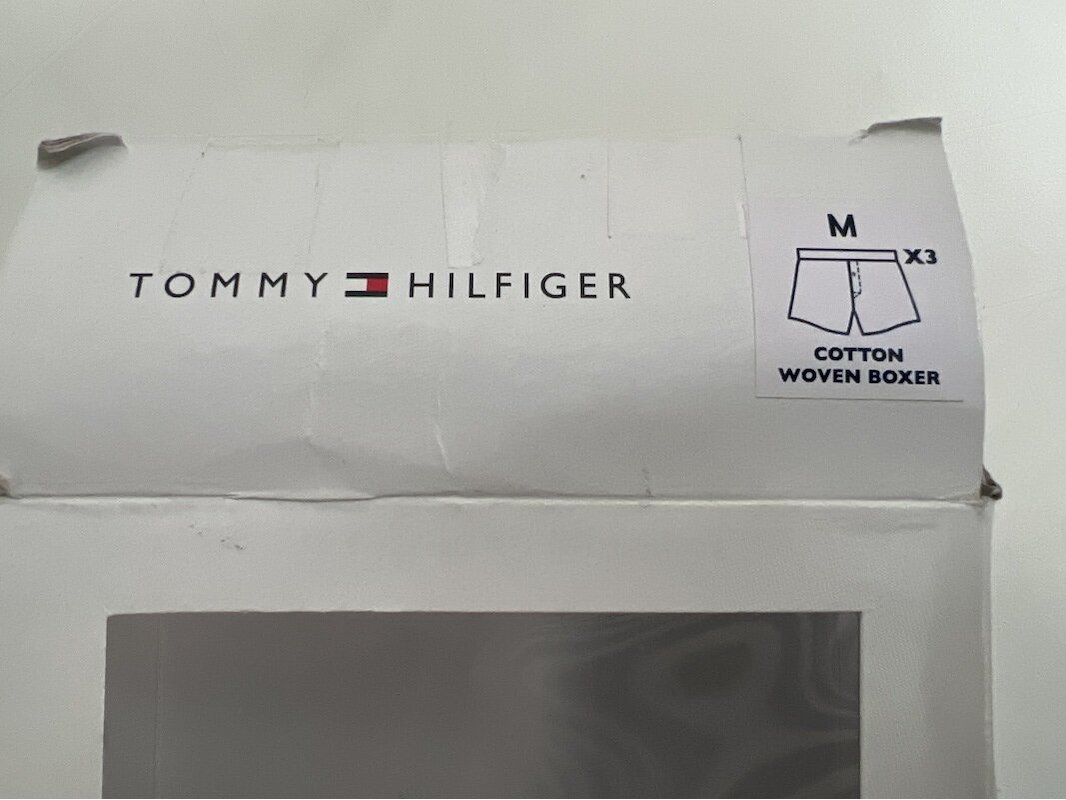 TOMMY HILFIGER
M
X3
COTTON
WOVEN BOXER